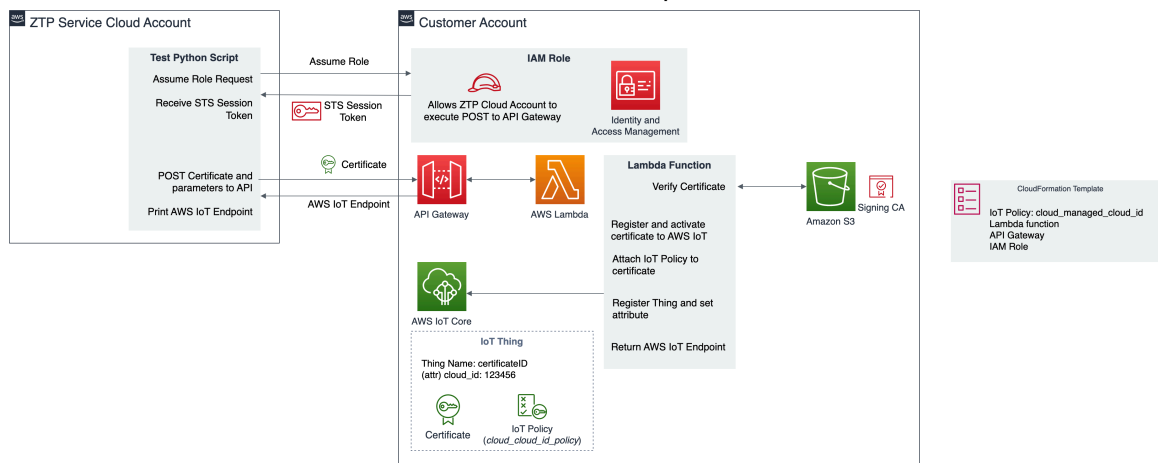 aws
ZTP Service Cloud Account
Test Python Script
Assume Role Request
Receive STS Session
Token
POST Certificate and
parameters to API
Print AWS IoT Endpoint
Assume Role
STS Session
Token
Certificate
AWS IoT Endpoint
aws
Customer Account
IAM Role
Allows ZTP Cloud Account to
execute POST to API Gateway
Identity and
Access Management
API Gateway
AWS Lambda
Lambda Function
Verify Certificate
Register and activate
certificate to AWS IoT
Attach IoT Policy to
certificate
Register Thing and set
attribute
Return AWS IoT Endpoint
Amazon S3
Signing CA
AWS IoT Core
IoT Thing
Thing Name: certificateID
(attr) cloud_id: 123456
Certificate
IoT Policy
(cloud_cloud_id_policy)
CloudFormation Template
IoT Policy: cloud_managed_cloud_id
Lambda function
API Gateway
IAM Role